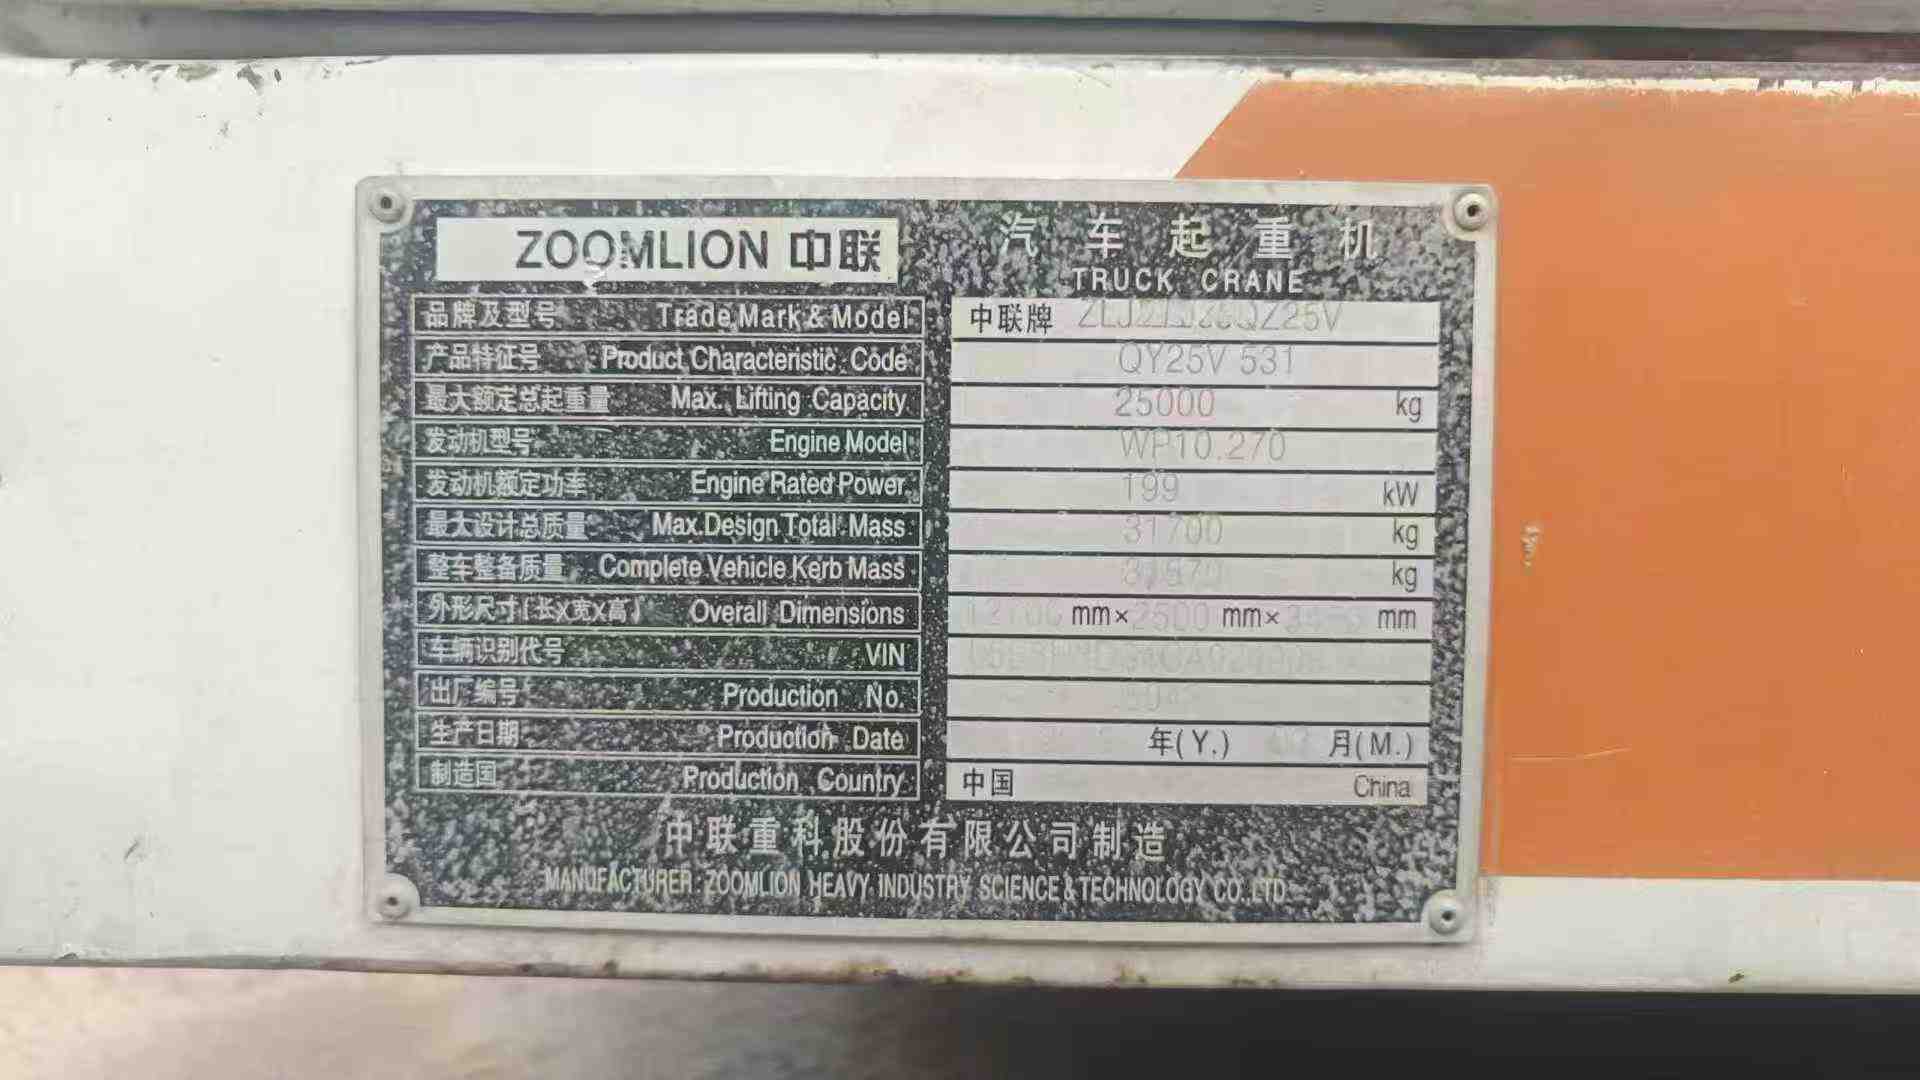 ZOOMLION 中联
汽车起重机
TRUCK CRANE
品牌及型号 Trade Mark & Model 中联牌
产品特征号 Product Characteristic Code QY25V 531
最大额定总起重量 Max. Lifting Capacity 25000 kg
发动机型号 Engine Model WP10.270
发动机额定功率 Engine Rated Power 199 kW
最大设计总质量 Max.Design Total Mass 31700 kg
整车整备质量 Complete Vehicle Kerb Mass kg
外形尺寸(长X宽X高) Overall Dimensions mm×2500 mm× mm
车辆识别代号 VIN
出厂编号 Production No.
生产日期 Production Date 年(Y.) 月(M.)
制造国 Production Country 中国 China
中联重科股份有限公司制造
MANUFACTURER: ZOOMLION HEAVY INDUSTRY SCIENCE & TECHNOLOGY CO.,LTD